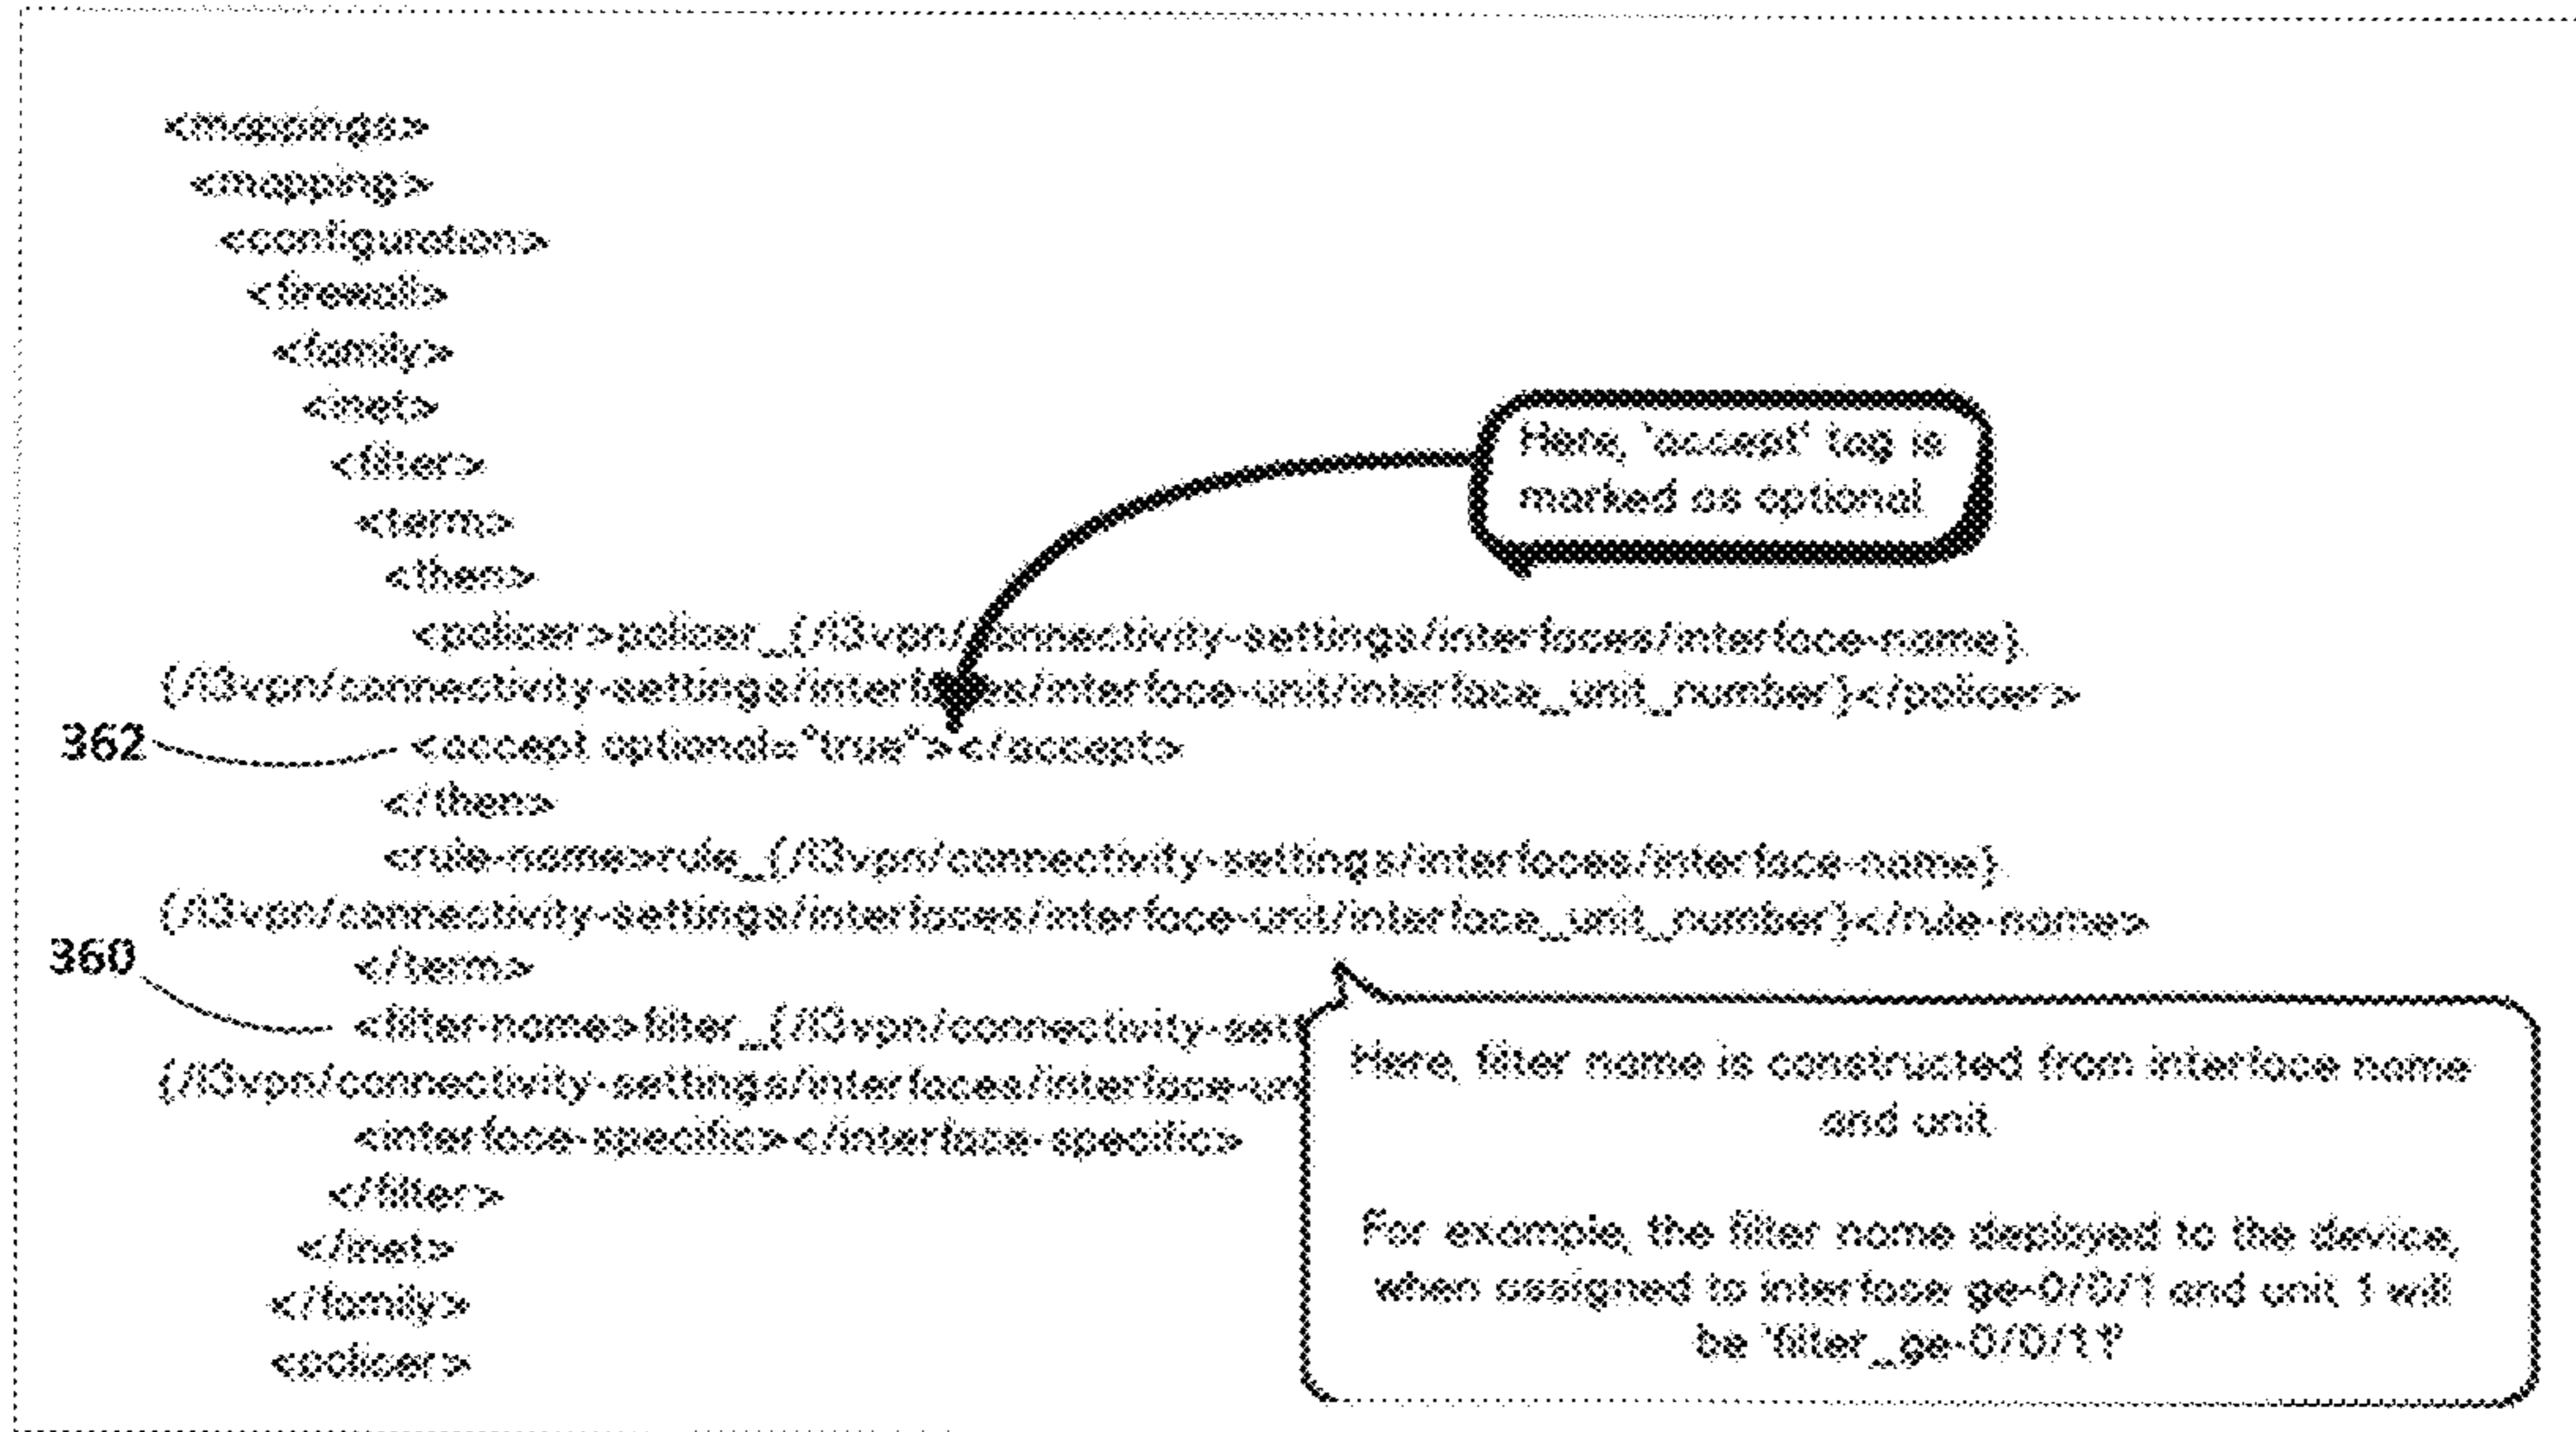 <mappings>
<mapping>
<configuration>
<firewall>
<family>
<inet>
<filter>
Here, 'accept' tag is
marked as optional
<term>
<then>
<policer>policer_{/l3vpn/connectivity-settings/interfaces/interface-name}.
{/l3vpn/connectivity-settings/interfaces/interface-unit/interface_unit_number}</policer>
362
<accept optional="true"></accept>
</then>
<rule-name>rule_{/l3vpn/connectivity-settings/interfaces/interface-name}.
{/l3vpn/connectivity-settings/interfaces/interface-unit/interface_unit_number}</rule-name>
360
</term>
<filter-name>filter_{/l3vpn/connectivity-sett
{/l3vpn/connectivity-settings/interfaces/interface-uni
<interface-specific></interface-specific>
</filter>
</inet>
</family>
<policer>
Here, filter name is constructed from interface name
and unit.
For example, the filter name deployed to the device,
when assigned to interface ge-0/0/1 and unit 1 will
be 'filter_ge-0/0/1 1'